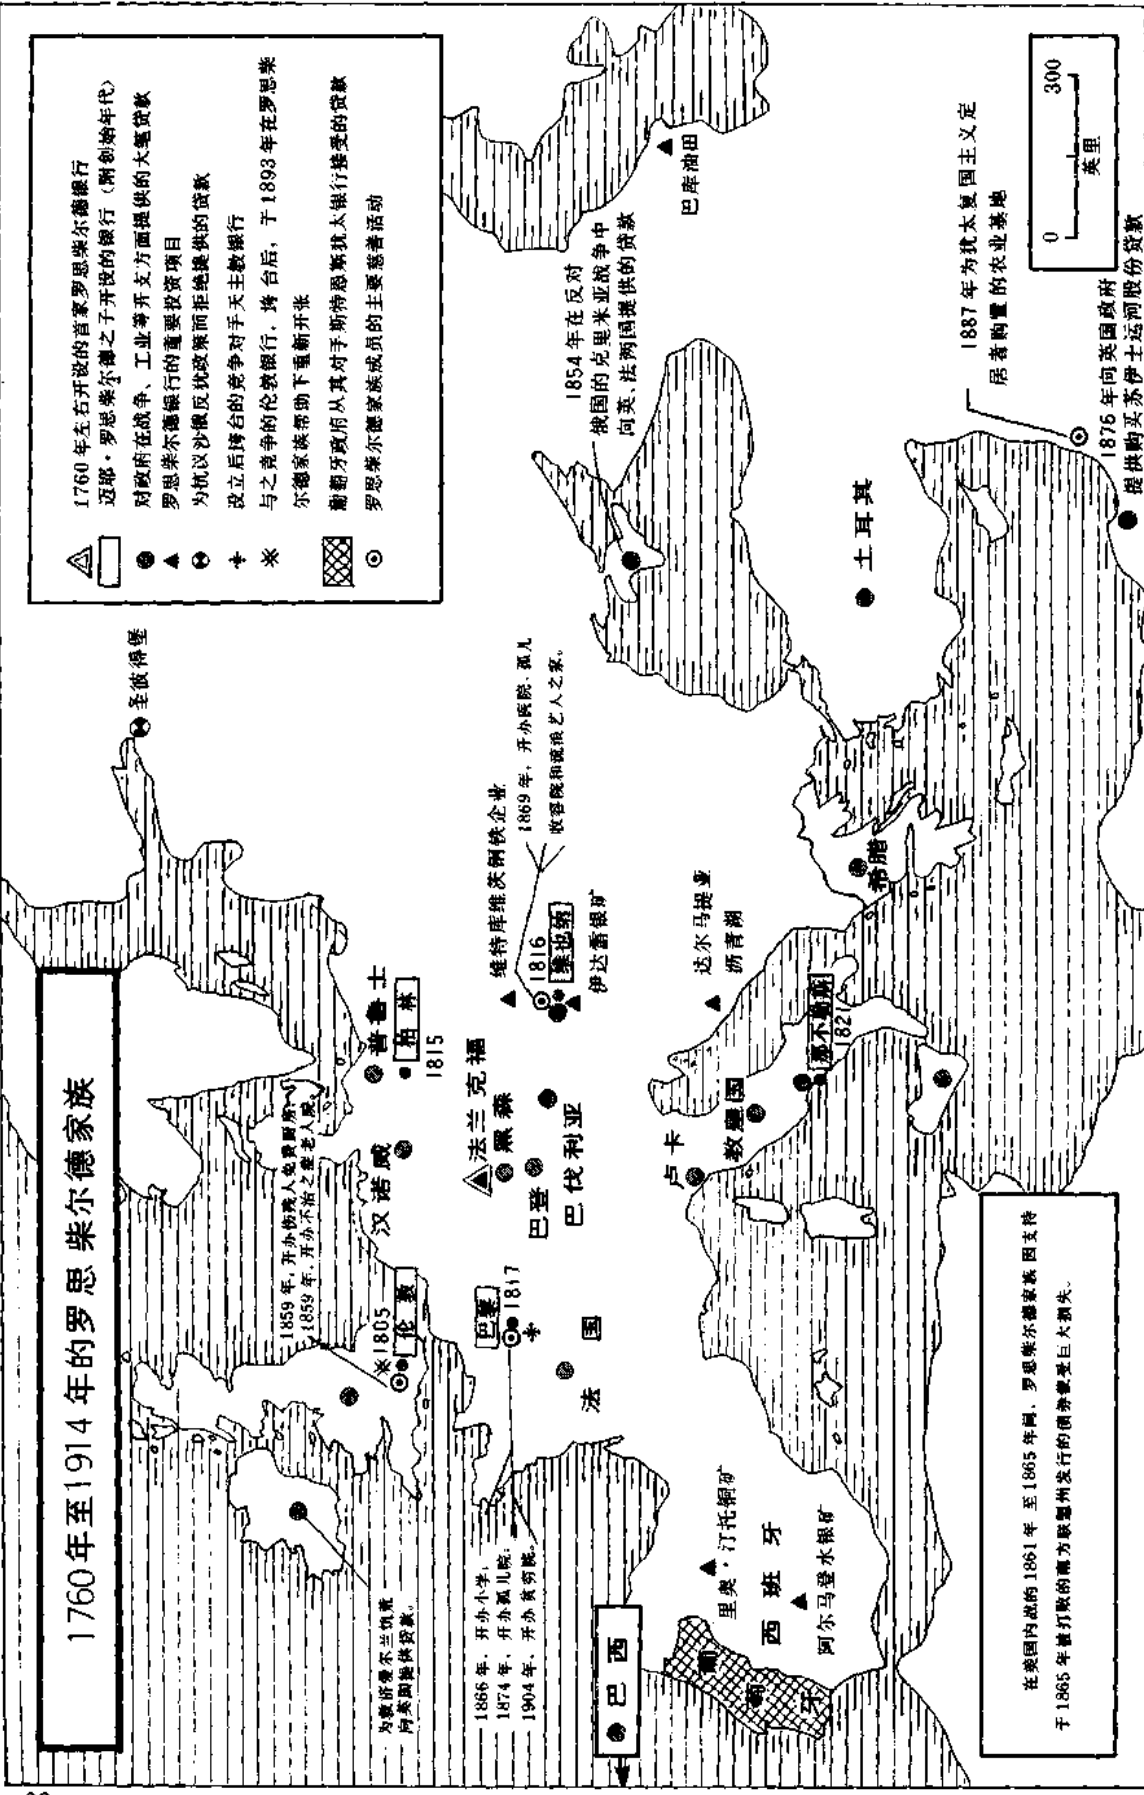 1760年至1914年的罗思柴尔德家族
1760年左右开设的首家罗思柴尔德银行
迈耶·罗思柴尔德之子开设的银行（附创始年代）
对政府在战争、工业等开支方面提供的大笔贷款
罗思柴尔德银行的重要投资项目
为抗议沙俄反犹政策而拒绝提供的贷款
设立后垮台的竞争对手天主教银行
与之竞争的伦敦银行，垮台后，于1893年在罗思柴
尔德家族帮助下重新开张
葡萄牙政府从其对手斯特恩斯犹太银行接受的贷款
罗思柴尔德家族成员的主要慈善活动
圣彼得堡
1859年，开办伤残人免费厨房；
1859年，开办不治之症老人院。
普鲁士
柏林
1815
汉诺威
※1805
伦敦
为救济爱尔兰饥荒
向英国提供贷款。
1866年，开办小学；
1874年，开办孤儿院；
1904年，开办贫穷院。
巴黎
1817
法国
法兰克福
黑森
巴登
巴伐利亚
维特库维茨钢铁企业
1869年，开办医院、孤儿
收容院和流浪艺人之家。
1816
维也纳
伊达雷银矿
1854年在反对
俄国的克里米亚战争中
向英、法两国提供的贷款
巴库油田
达尔马提亚
沥青湖
卢卡
教皇国
那不勒斯
1821
希腊
土耳其
1887年为犹太复国主义定
居者购置的农业基地
1876年向英国政府
提供购买苏伊士运河股份贷款
0 300
英里
巴西
里奥·汀托铜矿
西班牙
阿尔马登水银矿
葡萄牙
在美国内战的1861年至1865年间，罗思柴尔德家族因支持
于1865年被打败的南方联盟州发行的债券蒙受巨大损失。